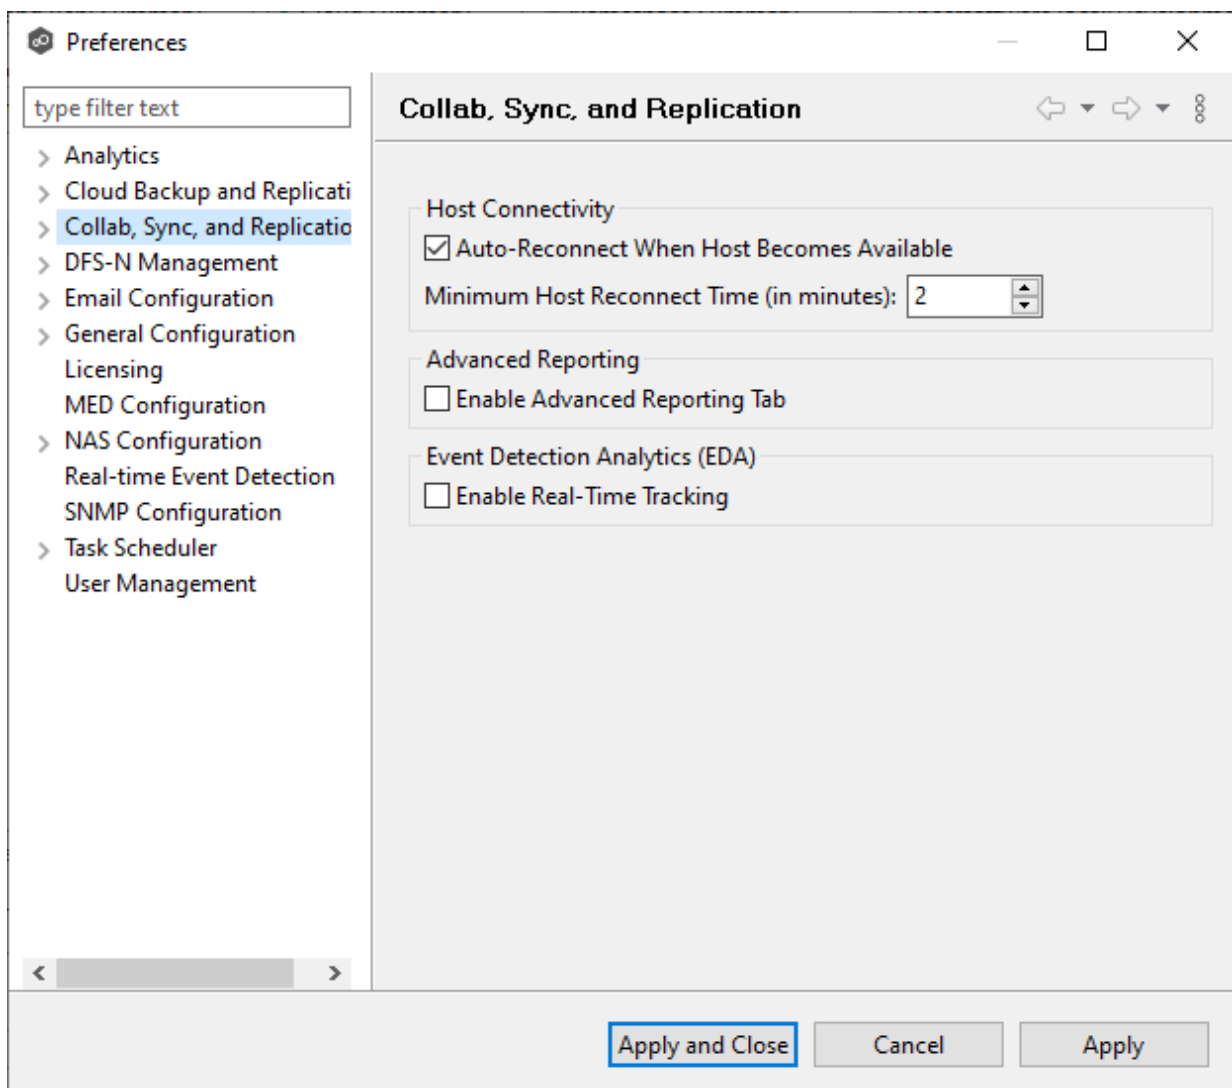 Preferences
type filter text
Analytics
Cloud Backup and Replicati
Collab, Sync, and Replicatio
DFS-N Management
Email Configuration
General Configuration
Licensing
MED Configuration
NAS Configuration
Real-time Event Detection
SNMP Configuration
Task Scheduler
User Management
Collab, Sync, and Replication
Host Connectivity
Auto-Reconnect When Host Becomes Available
Minimum Host Reconnect Time (in minutes): 2
Advanced Reporting
Enable Advanced Reporting Tab
Event Detection Analytics (EDA)
Enable Real-Time Tracking
Apply and Close Cancel Apply